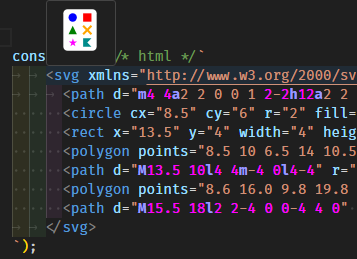 cons /* html */`
<svg xmlns="http://www.w3.org/2000/sv
<path d="m4 4a2 2 0 0 1 2-2h12a2 2
<circle cx="8.5" cy="6" r="2" fill=
<rect x="13.5" y="4" width="4" heig
<polygon points="8.5 10 6.5 14 10.5
<path d="M13.5 10l4 4m-4 0l4-4" r="
<polygon points="8.6 16.0 9.8 19.8
<path d="M15.5 18l2 2-4 0 0-4 4 0"
</svg>
`);